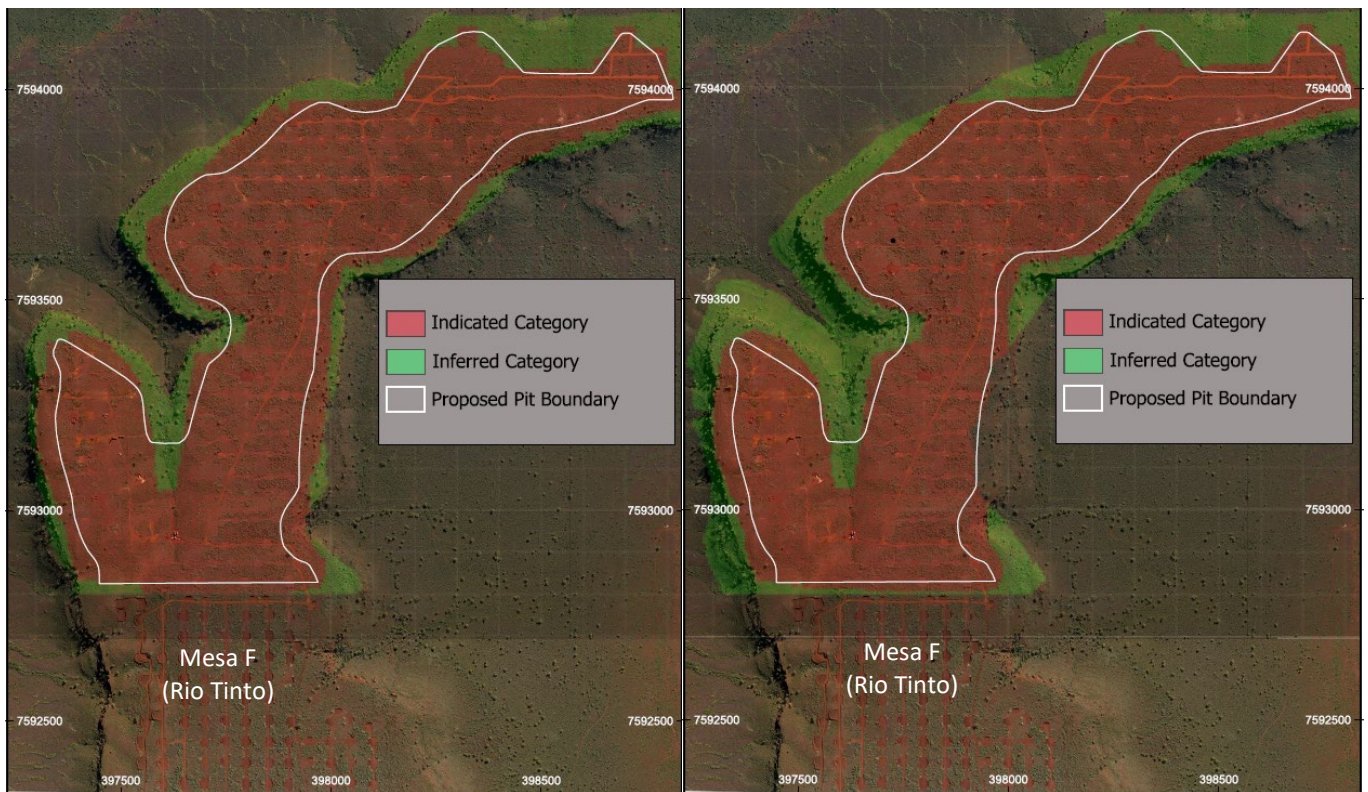 7594000
7594000
7593500
Indicated Category
Inferred Category
Proposed Pit Boundary
7593000
7593000
Mesa F
(Rio Tinto)
7592500
7592500
397500
398000
398500
7594000
7594000
7593500
Indicated Category
Inferred Category
Proposed Pit Boundary
7593000
7593000
Mesa F
(Rio Tinto)
7592500
7592500
397500
398000
398500